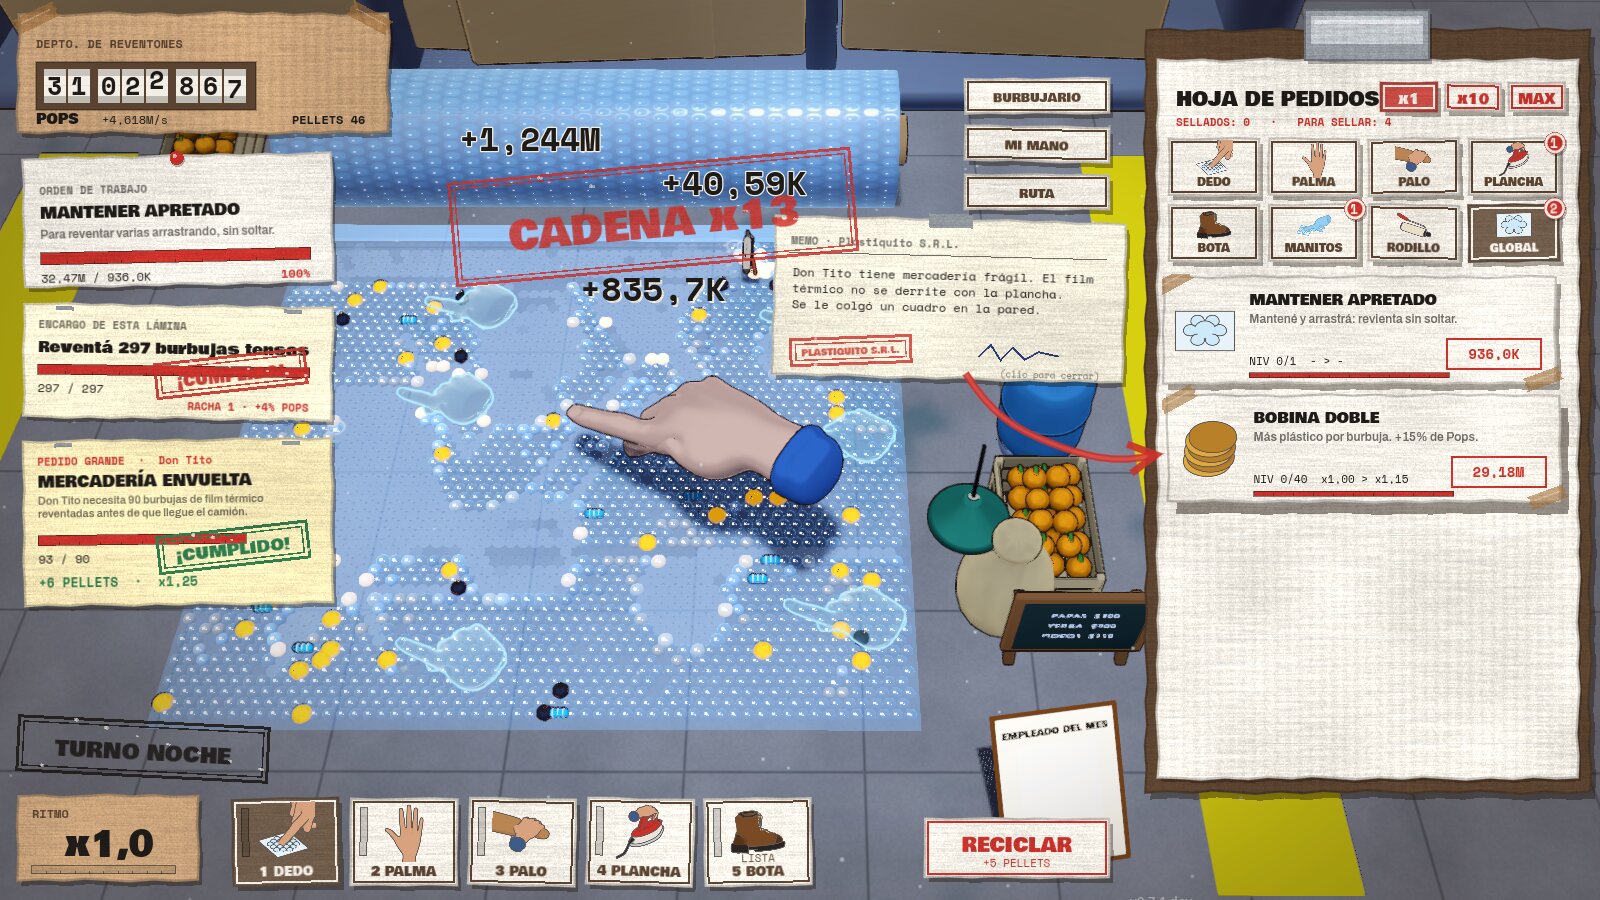 DEPTO. DE REVENTONES
31 022 867
POPS +4,618M/s PELLETS 46
ORDEN DE TRABAJO
MANTENER APRETADO
Para reventar varias arrastrando, sin soltar.
32,47M / 936,0K 100%
ENCARGO DE ESTA LÁMINA
Reventá 297 burbujas tensas
297 / 297
RACHA 1 · +4% POPS
PEDIDO GRANDE · Don Tito
MERCADERÍA ENVUELTA
Don Tito necesita 90 burbujas de film térmico
reventadas antes de que llegue el camión.
¡CUMPLIDO!
93 / 90
+6 PELLETS · x1,25
TURNO NOCHE
RITMO
x1,0
1 DEDO
2 PALMA
3 PALO
4 PLANCHA
LISTA
5 BOTA
+1,244M
+40,59K
CADENA x13
+835,7K
BURBUJARIO
MI MANO
RUTA
MEMO · Plastiquito S.R.L.
Don Tito tiene mercadería frágil. El film
térmico no se derrite con la plancha.
Se le colgó un cuadro en la pared.
PLASTIQUITO S.R.L.
(clic para cerrar)
EMPLEADO DEL MES
RECICLAR
+5 PELLETS
HOJA DE PEDIDOS x1 x10 MAX
SELLADOS: 0 · PARA SELLAR: 4
DEDO
PALMA
PALO
PLANCHA 1
BOTA
MANITOS 1
RODILLO
GLOBAL 2
MANTENER APRETADO
Mantené y arrastrá: revienta sin soltar.
NIV 0/1 - > -
936,0K
BOBINA DOBLE
Más plástico por burbuja. +15% de Pops.
NIV 0/40 x1,00 > x1,15
29,18M